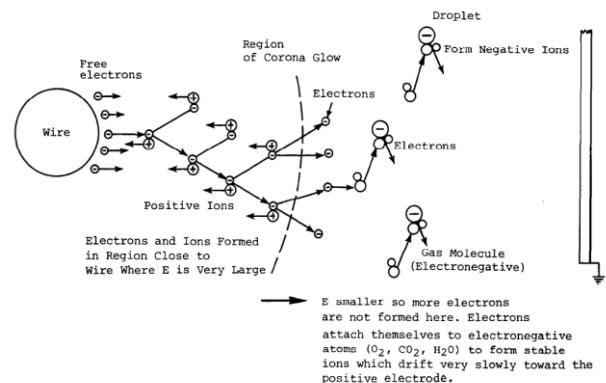 Droplet
Form Negative Ions
Region
of Corona Glow
Free
electrons
Electrons
Wire
Electrons
Positive Ions
Electrons and Ions Formed
in Region Close to
Wire Where E is Very Large
Gas Molecule
(Electronegative)
E smaller so more electrons
are not formed here. Electrons
attach themselves to electronegative
atoms (O2, CO2, H2O) to form stable
ions which drift very slowly toward the
positive electrode.